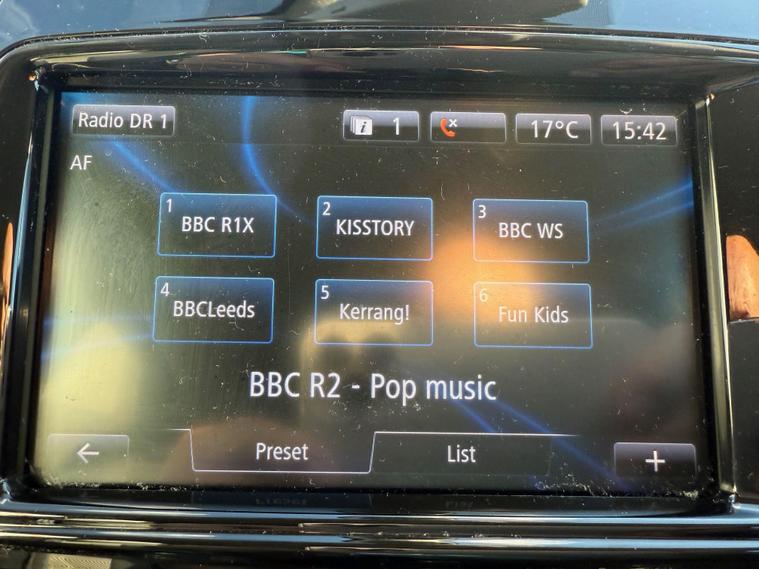 Radio DR 1
i 1
17°C
15:42
AF
1 BBC R1X
2 KISSTORY
3 BBC WS
4 BBCLeeds
5 Kerrang!
6 Fun Kids
BBC R2 - Pop music
Preset
List